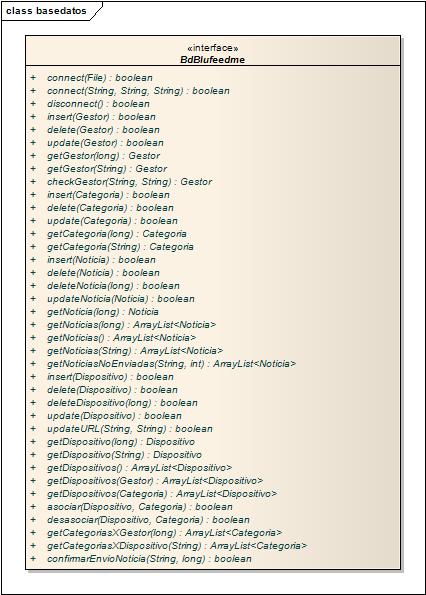 class basedatos
«interface»
BdBlufeedme
+ connect(File) : boolean
+ connect(String, String, String) : boolean
+ disconnect() : boolean
+ insert(Gestor) : boolean
+ delete(Gestor) : boolean
+ update(Gestor) : boolean
+ getGestor(long) : Gestor
+ getGestor(String) : Gestor
+ checkGestor(String, String) : Gestor
+ insert(Categoria) : boolean
+ delete(Categoria) : boolean
+ update(Categoria) : boolean
+ getCategoria(long) : Categoria
+ getCategoria(String) : Categoria
+ insert(Noticia) : boolean
+ delete(Noticia) : boolean
+ deleteNoticia(long) : boolean
+ updateNoticia(Noticia) : boolean
+ getNoticia(long) : Noticia
+ getNoticias(long) : ArrayList<Noticia>
+ getNoticias() : ArrayList<Noticia>
+ getNoticias(String) : ArrayList<Noticia>
+ getNoticiasNoEnviadas(String, int) : ArrayList<Noticia>
+ insert(Dispositivo) : boolean
+ delete(Dispositivo) : boolean
+ deleteDispositivo(long) : boolean
+ update(Dispositivo) : boolean
+ updateURL(String, String) : boolean
+ getDispositivo(long) : Dispositivo
+ getDispositivo(String) : Dispositivo
+ getDispositivos() : ArrayList<Dispositivo>
+ getDispositivos(Gestor) : ArrayList<Dispositivo>
+ getDispositivos(Categoria) : ArrayList<Dispositivo>
+ asociar(Dispositivo, Categoria) : boolean
+ desasociar(Dispositivo, Categoria) : boolean
+ getCategoriasXGestor(long) : ArrayList<Categoria>
+ getCategoriasXDispositivo(String) : ArrayList<Categoria>
+ confirmarEnvioNoticia(String, long) : boolean